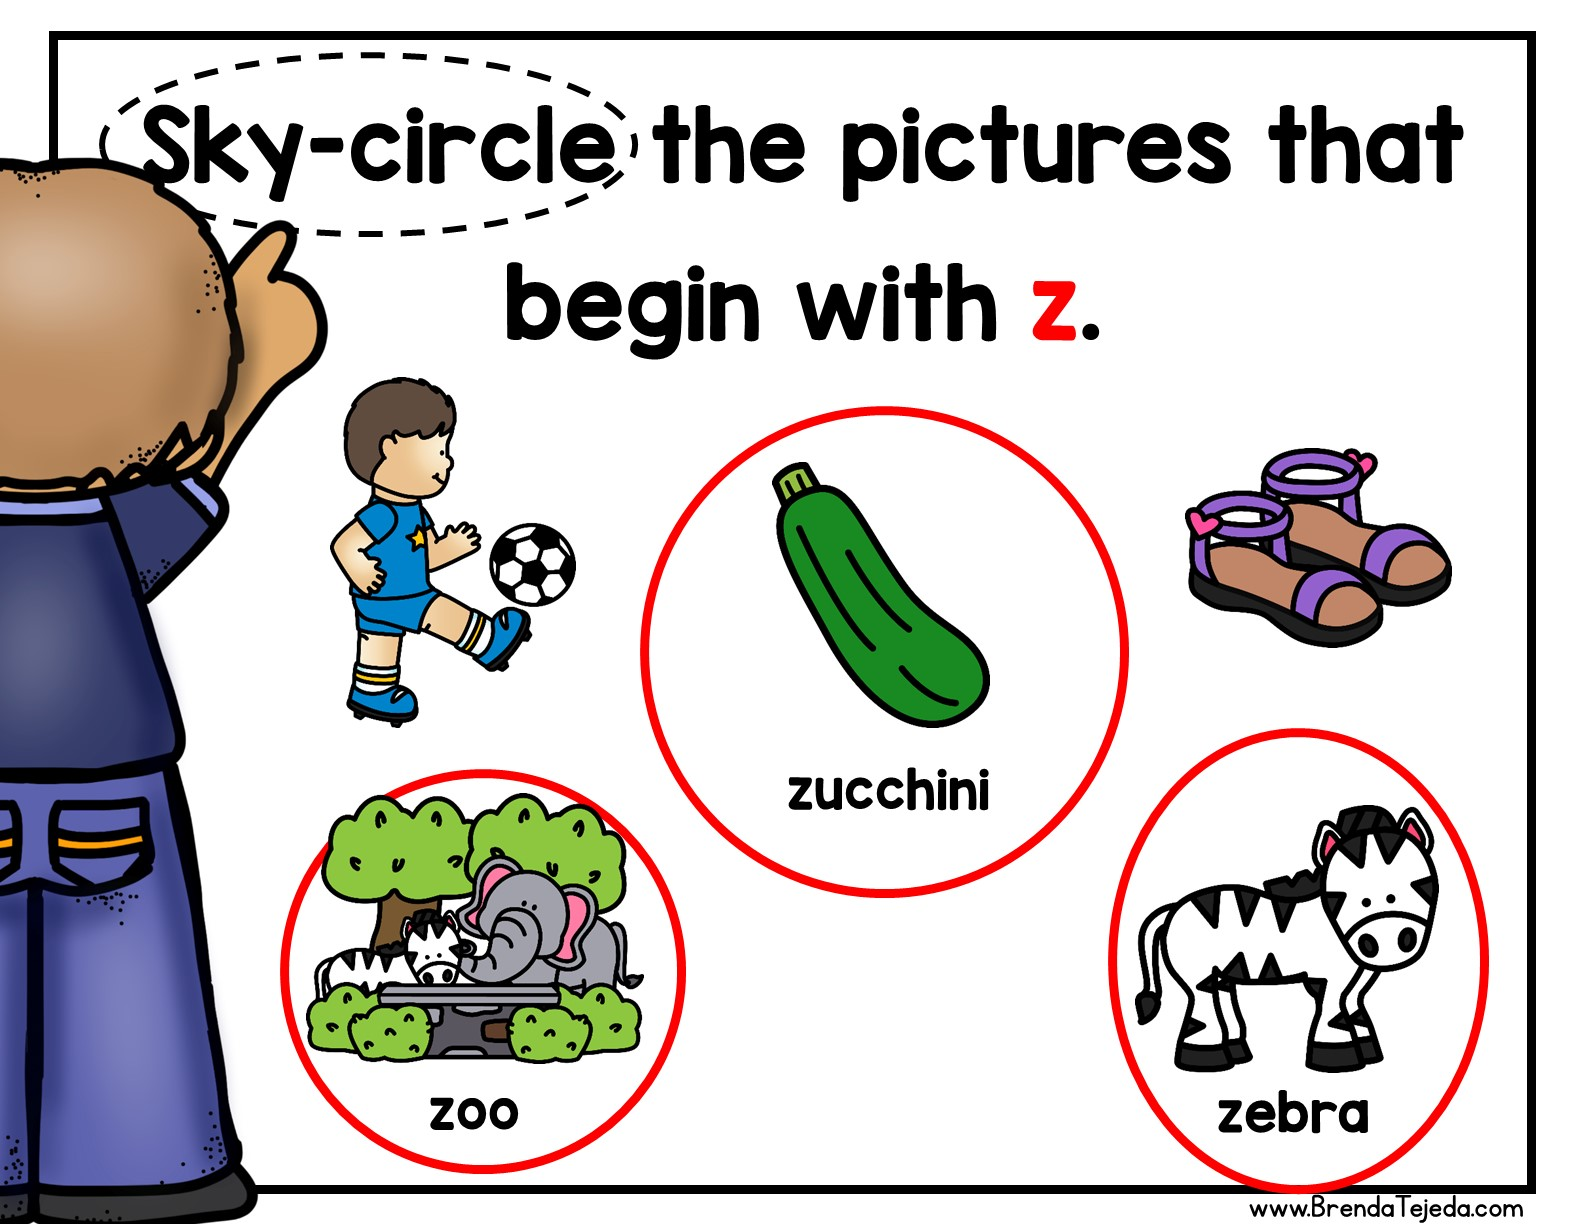 Sky-circle the pictures that
begin with z.
zucchini
zoo
zebra
www.BrendaTejeda.com